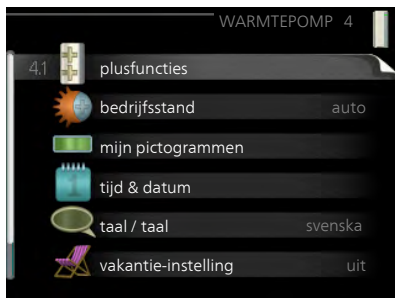 WARMTEPOMP 4
4.1 plusfuncties
bedrijfsstand auto
mijn pictogrammen
tijd & datum
taal / taal svenska
vakantie-instelling uit